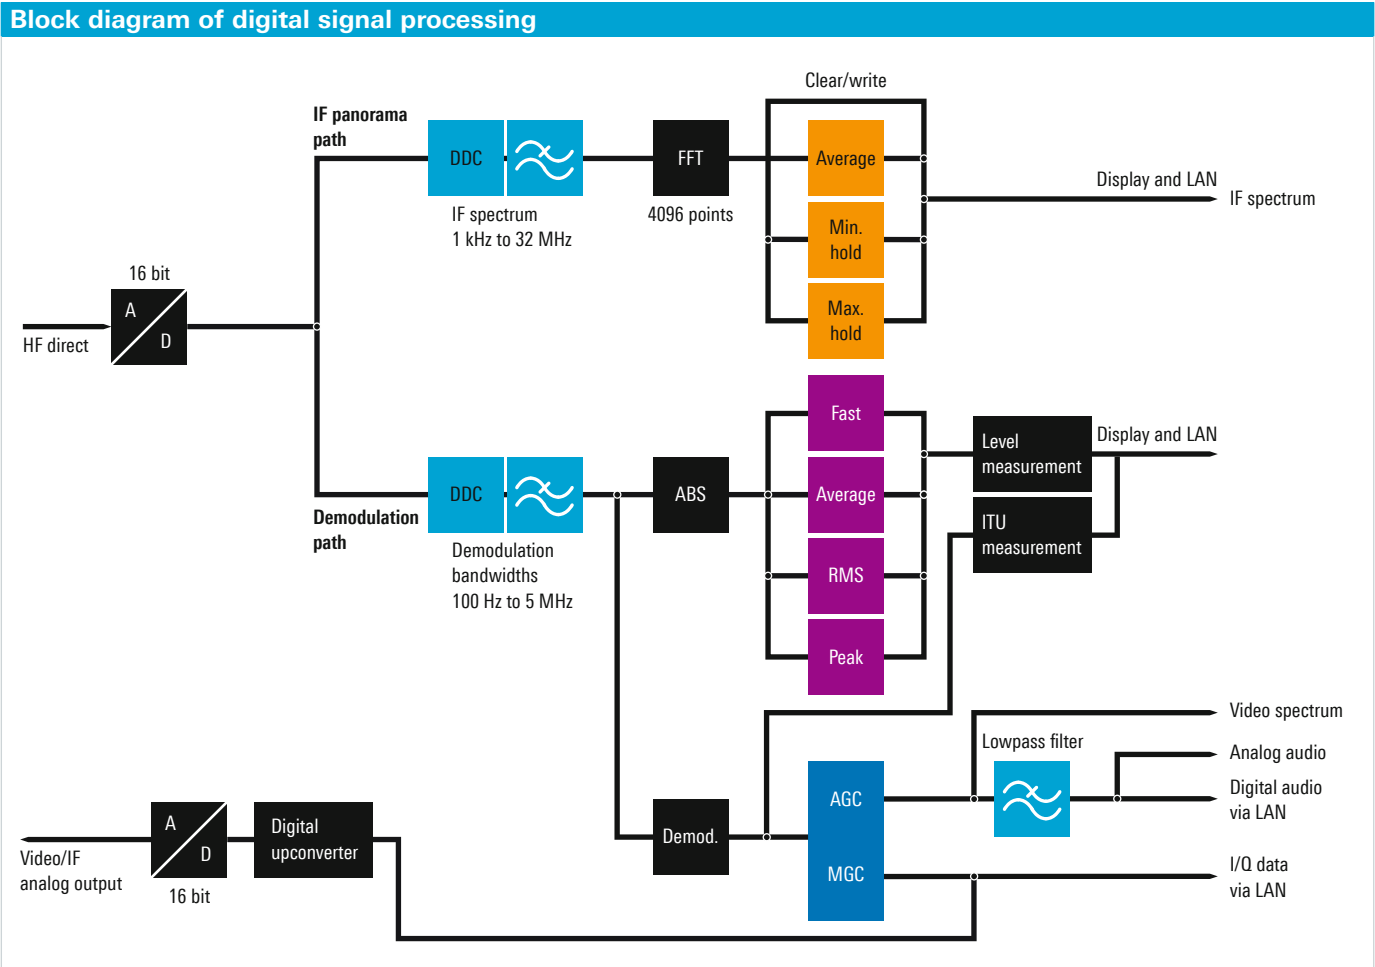 Block diagram of digital signal processing
Clear/write
IF panorama
path
DDC
FFT
Average
IF spectrum
1 kHz to 32 MHz
4096 points
Min.
hold
Max.
hold
Display and LAN
IF spectrum
16 bit
A
D
HF direct
Fast
Average
RMS
Peak
DDC
ABS
Demodulation
path
Demodulation
bandwidths
100 Hz to 5 MHz
Level
measurement
ITU
measurement
Display and LAN
Video spectrum
Lowpass filter
Analog audio
Digital audio
via LAN
AGC
MGC
Demod.
I/Q data
via LAN
A
D
Digital
upconverter
Video/IF
analog output
16 bit